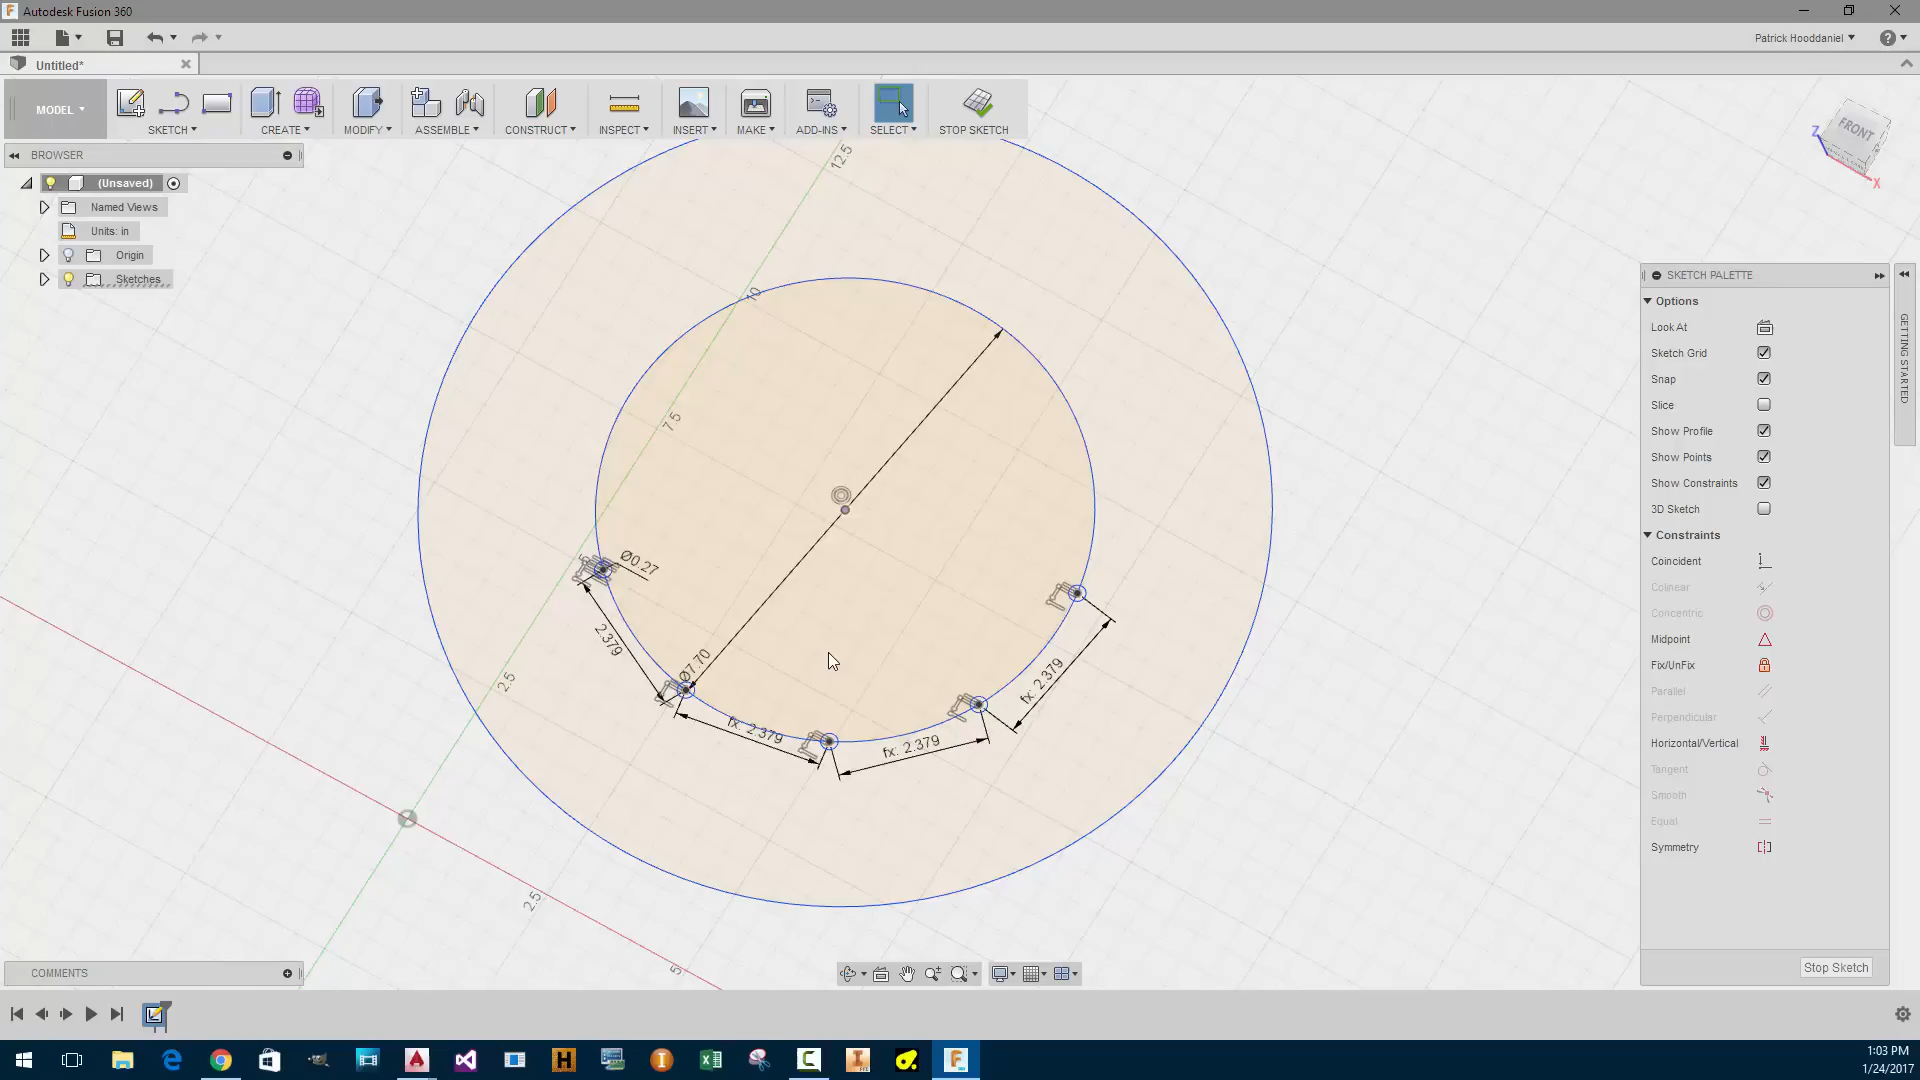 Autodesk Fusion 360
Patrick Hooddaniel
Untitled*
MODEL
SKETCH
CREATE
MODIFY
ASSEMBLE
CONSTRUCT
INSPECT
INSERT
MAKE
ADD-INS
SELECT
STOP SKETCH
FRONT
Z
X
BROWSER
(Unsaved)
Named Views
Units: in
Origin
Sketches
12.5
10
7.5
5
2.5
2.5
5
Ø0.27
2.379
Ø7.70
fx: 2.379
fx: 2.379
fx: 2.379
SKETCH PALETTE
Options
Look At
Sketch Grid
Snap
Slice
Show Profile
Show Points
Show Constraints
3D Sketch
Constraints
Coincident
Colinear
Concentric
Midpoint
Fix/UnFix
Parallel
Perpendicular
Horizontal/Vertical
Tangent
Smooth
Equal
Symmetry
Stop Sketch
GETTING STARTED
COMMENTS
1:03 PM
1/24/2017